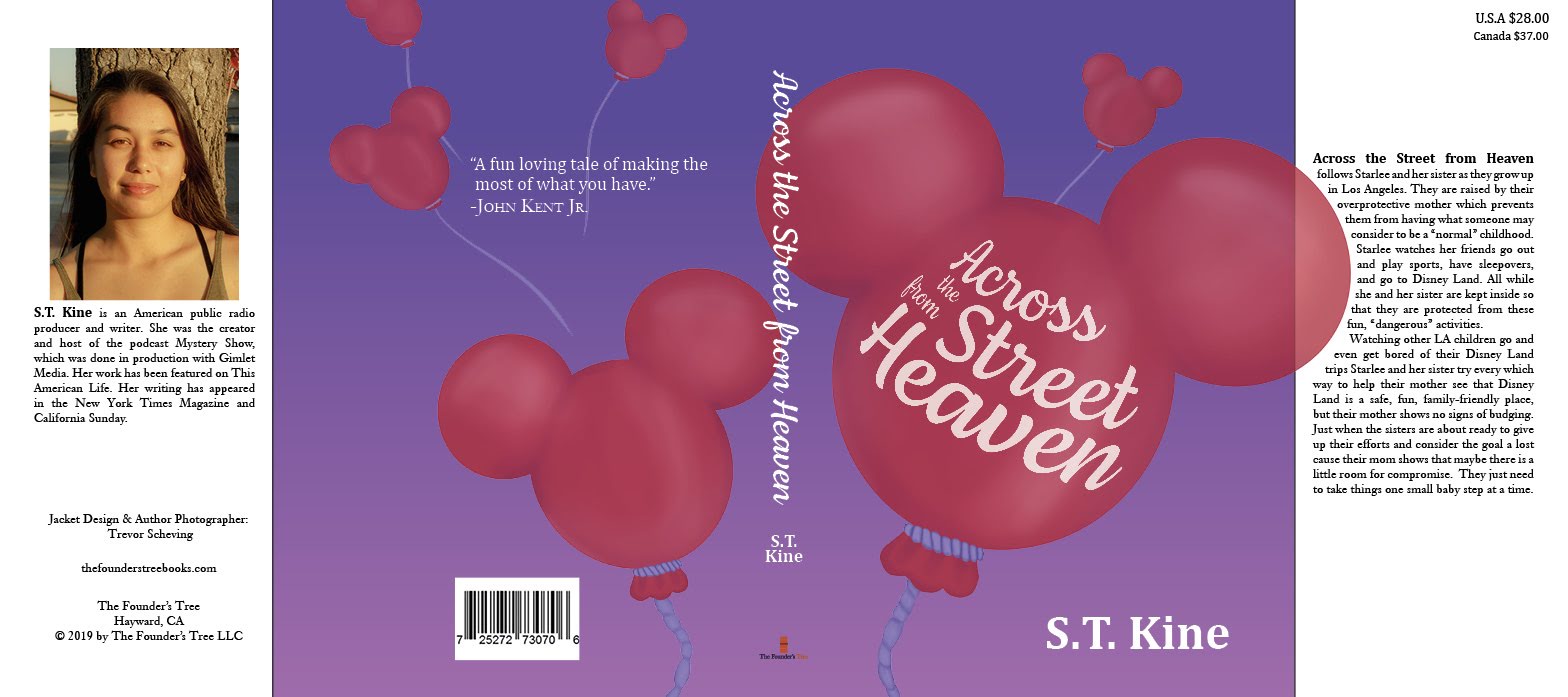 S.T. Kine is an American public radio
producer and writer. She was the creator
and host of the podcast Mystery Show,
which was done in production with Gimlet
Media. Her work has been featured on This
American Life. Her writing has appeared
in the New York Times Magazine and
California Sunday.
Jacket Design & Author Photographer:
Trevor Scheving
thefounderstreebooks.com
The Founder's Tree
Hayward, CA
© 2019 by The Founder's Tree LLC
“A fun loving tale of making the
most of what you have.”
-John Kent Jr.
7 25272 73070 6
Across the Street from Heaven
S.T.
Kine
The Founder's Tree
Across
the
from
Street
Heaven
S.T. Kine
U.S.A $28.00
Canada $37.00
Across the Street from Heaven
follows Starlee and her sister as they grow up
in Los Angeles. They are raised by their
overprotective mother which prevents
them from having what someone may
consider to be a “normal” childhood.
Starlee watches her friends go out
and play sports, have sleepovers,
and go to Disney Land. All while
she and her sister are kept inside so
that they are protected from these
fun, “dangerous” activities.
Watching other LA children go and
even get bored of their Disney Land
trips Starlee and her sister try every which
way to help their mother see that Disney
Land is a safe, fun, family-friendly place,
but their mother shows no signs of budging.
Just when the sisters are about ready to give
up their efforts and consider the goal a lost
cause their mom shows that maybe there is a
little room for compromise. They just need
to take things one small baby step at a time.